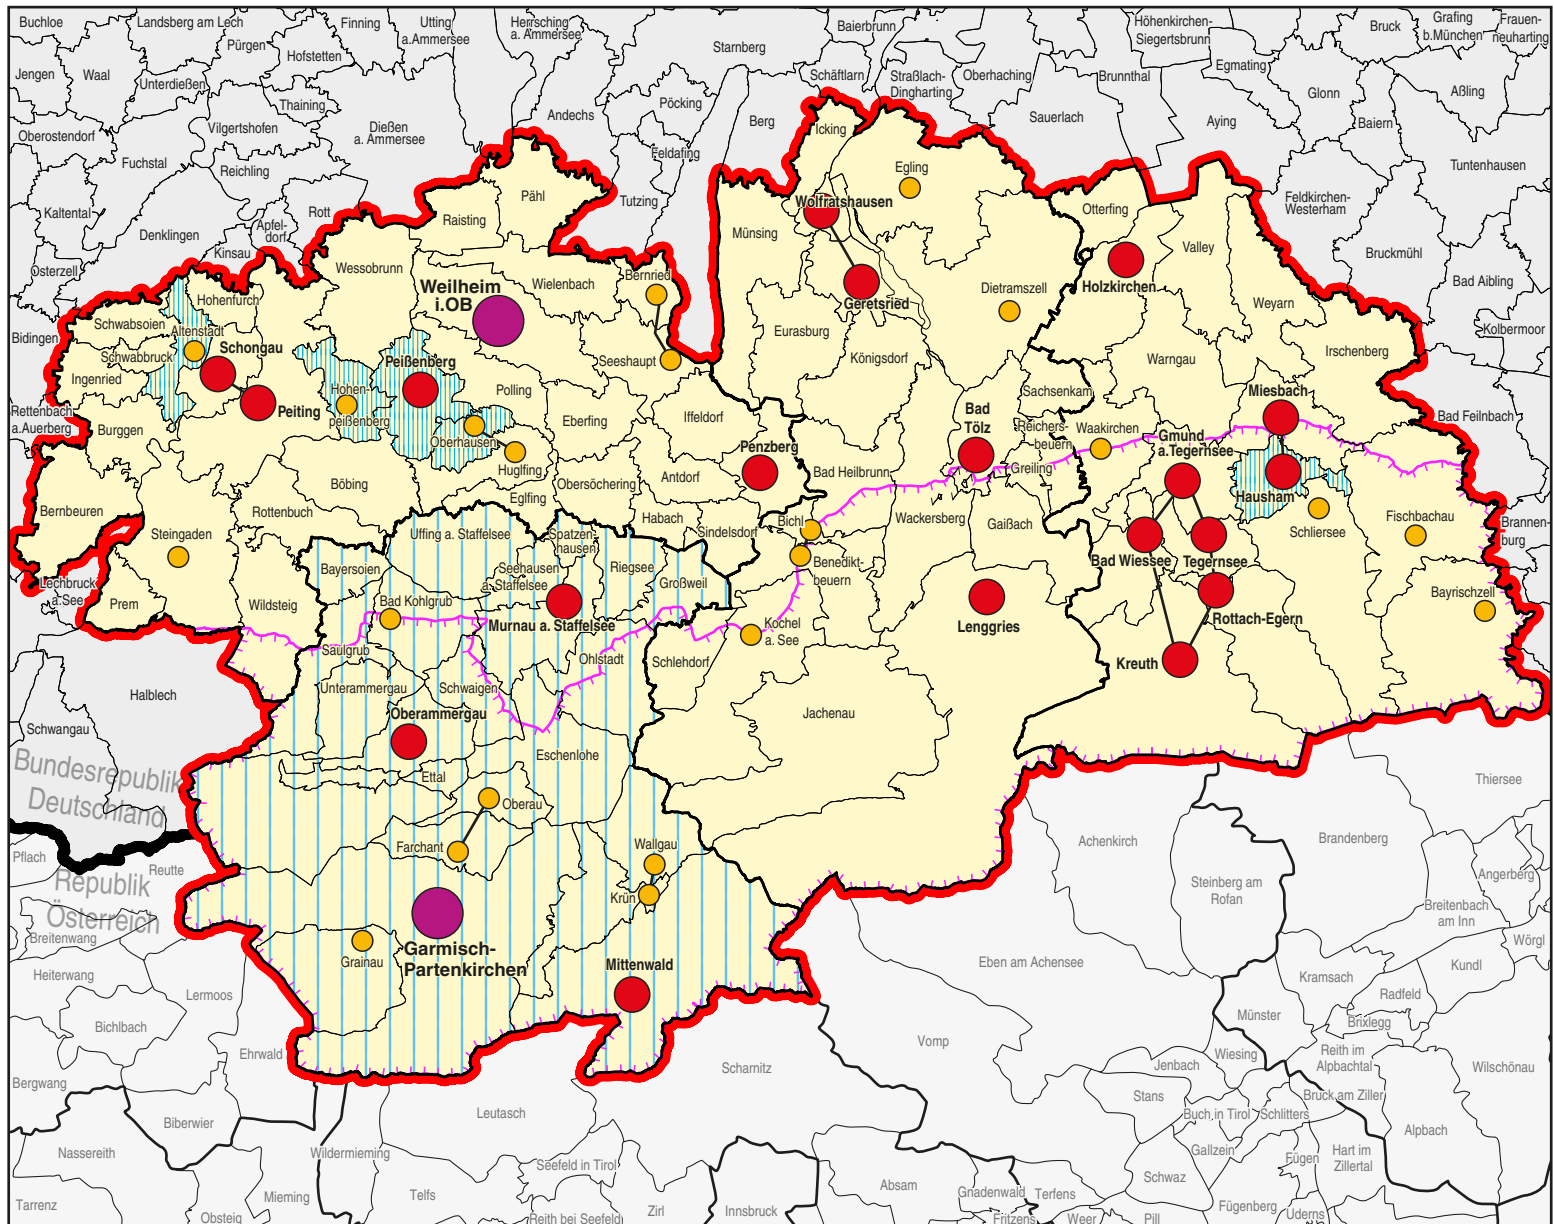 Buchloe
Landsberg am Lech
Finning
Utting
a.Ammersee
Herrsching
a. Ammersee
Baierbrunn
Höhenkirchen-
Siegertsbrunn
Bruck
Grafing
b.München
Frauen-
neuharting
Jengen
Waal
Pürgen
Hofstetten
Unterdießen
Starnberg
Schäftlarn
Straßlach-
Dingharting
Oberhaching
Brunnthal
Egmating
Glonn
Aßling
Oberostendorf
Thaining
Vilgertshofen
Dießen
a. Ammersee
Andechs
Pöcking
Berg
Icking
Sauerlach
Aying
Baiern
Fuchstal
Reichling
Feldafing
Egling
Tuntenhausen
Kaltental
Denklingen
Rott
Apfel-
dorf
Kinsau
Raisting
Pähl
Tutzing
Wolfratshausen
Münsing
Otterfing
Valley
Feldkirchen-
Westerham
Bruckmühl
Osterzell
Wessobrunn
Weilheim
i.OB
Wielenbach
Bernried
Geretsried
Dietramszell
Holzkirchen
Weyarn
Bad Aibling
Kolbermoor
Bidingen
Hohenfurch
Schwabsoien
Altenstadt
Schwabbruck
Schongau
Ingenried
Peiting
Peißenberg
Hohen-
peißenberg
Seeshaupt
Eurasburg
Königsdorf
Warngau
Irschenberg
Rettenbach
a.Auerberg
Burggen
Polling
Oberhausen
Huglfing
Eberfing
Iffeldorf
Penzberg
Bad
Tölz
Sachsenkam
Reichers-
beuern
Greiling
Waakirchen
Gmund
a.Tegernsee
Miesbach
Bad Feilnbach
Bernbeuren
Böbing
Rottenbuch
Eglfing
Obersöchering
Antdorf
Habach
Sindelsdorf
Bad Heilbrunn
Bichl
Wackersberg
Gaißach
Hausham
Schliersee
Fischbachau
Brannen-
burg
Steingaden
Uffing a. Staffelsee
Spatzen-
hausen
Seehausen
a. Staffelsee
Riegsee
Großweil
Benedikt-
beuern
Bad Wiessee
Tegernsee
Bayrischzell
Lechbruck
a.See
Prem
Wildsteig
Bayersoien
Bad Kohlgrub
Murnau a. Staffelsee
Kochel
a. See
Lenggries
Rottach-Egern
Kreuth
Halblech
Saulgrub
Unterammergau
Schwaigen
Ohlstadt
Schlehdorf
Jachenau
Schwangau
Oberammergau
Eschenlohe
Bundesrepublik
Deutschland
Ettal
Oberau
Farchant
Wallgau
Krün
Thiersee
Pflach
Reutte
Republik
Österreich
Breitenwang
Achenkirch
Brandenberg
Steinberg am
Rofan
Angerberg
Breitenbach
am Inn
Wörgl
Heiterwang
Lermoos
Grainau
Garmisch-
Partenkirchen
Mittenwald
Eben am Achensee
Kramsach
Kundl
Radfeld
Bichlbach
Ehrwald
Vomp
Münster
Brixlegg
Wiesing
Reith im
Alpbachtal
Wilschönau
Bergwang
Scharnitz
Jenbach
Stans
Bruck am Ziller
Biberwier
Leutasch
Buch in Tirol
Schlitters
Alpbach
Nassereith
Wildermieming
Seefeld in Tirol
Gallzein
Fügen
Hart im
Zillertal
Tarrenz
Mieming
Obsteig
Telfs
Reith bei Seefeld
Zirl
Innsbruck
Absam
Gnadenwald
Fritzens
Terfens
Weer
Schwaz
Pill
Fügenberg
Uderns